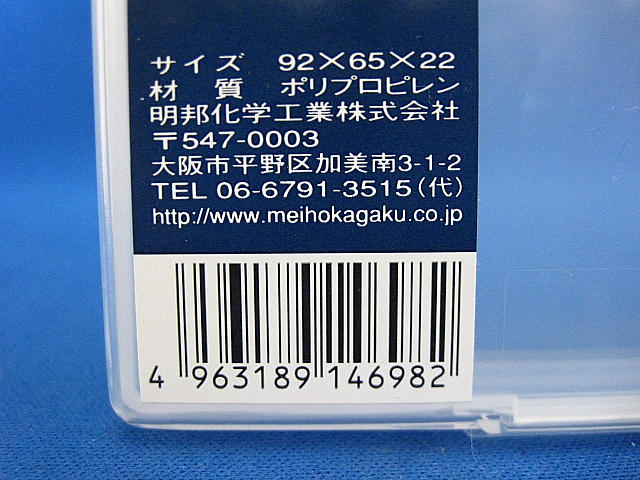 サイズ 92×65×22
材 質 ポリプロピレン
明邦化学工業株式会社
〒547-0003
大阪市平野区加美南3-1-2
TEL 06-6791-3515(代)
http://www.meihokagaku.co.jp
4 963189 146982